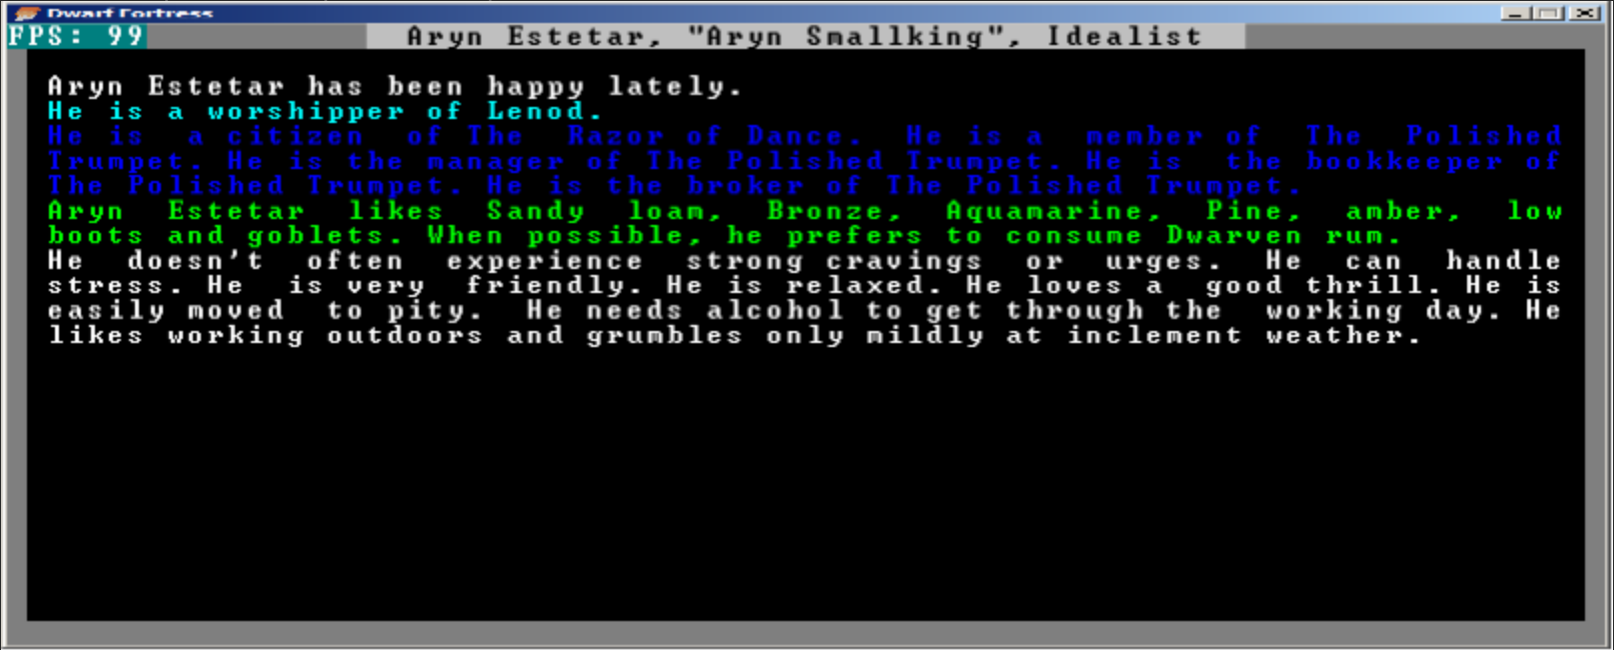 Dwarf Fortress
FPS: 99 Aryn Estetar, "Aryn Smallking", Idealist
Aryn Estetar has been happy lately.
He is a worshipper of Lenod.
He is a citizen of The Razor of Dance. He is a member of The Polished
Trumpet. He is the manager of The Polished Trumpet. He is the bookkeeper of
The Polished Trumpet. He is the broker of The Polished Trumpet.
Aryn Estetar likes Sandy loam, Bronze, Aquamarine, Pine, amber, low
boots and goblets. When possible, he prefers to consume Dwarven rum.
He doesn't often experience strong cravings or urges. He can handle
stress. He is very friendly. He is relaxed. He loves a good thrill. He is
easily moved to pity. He needs alcohol to get through the working day. He
likes working outdoors and grumbles only mildly at inclement weather.